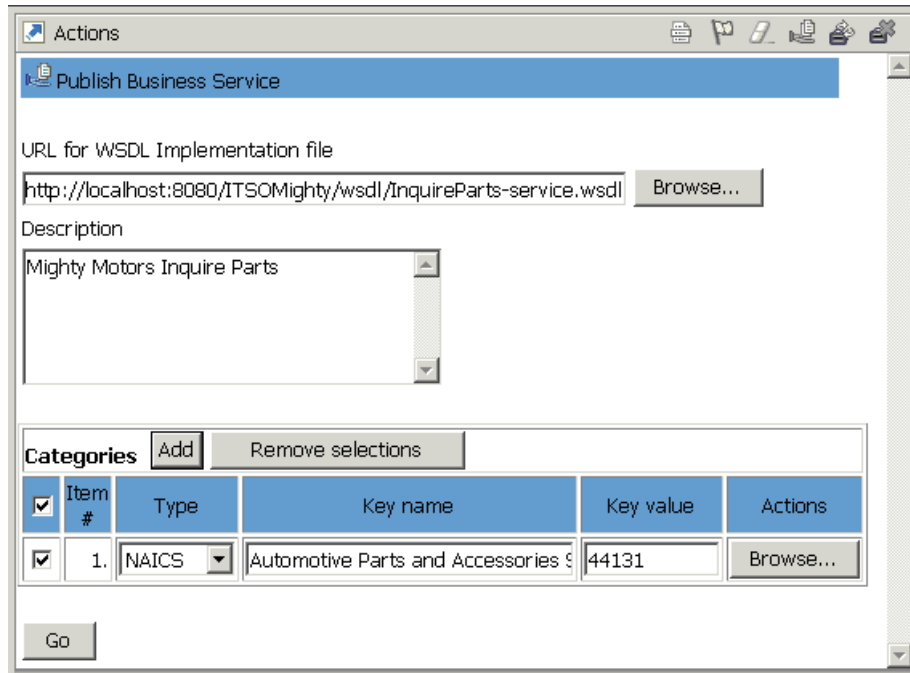 Actions
Publish Business Service
URL for WSDL Implementation file
http://localhost:8080/ITSOMighty/wsdl/InquireParts-service.wsdl Browse...
Description
Mighty Motors Inquire Parts
Categories Add Remove selections
Item # Type Key name Key value Actions
1. NAICS Automotive Parts and Accessories 44131 Browse...
Go